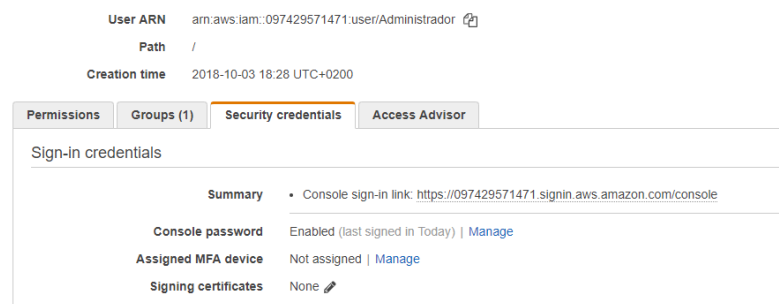 User ARN arn:aws:iam::097429571471:user/Administrador
Path /
Creation time 2018-10-03 18:28 UTC+0200
Permissions Groups (1) Security credentials Access Advisor
Sign-in credentials
Summary • Console sign-in link: https://097429571471.signin.aws.amazon.com/console
Console password Enabled (last signed in Today) | Manage
Assigned MFA device Not assigned | Manage
Signing certificates None